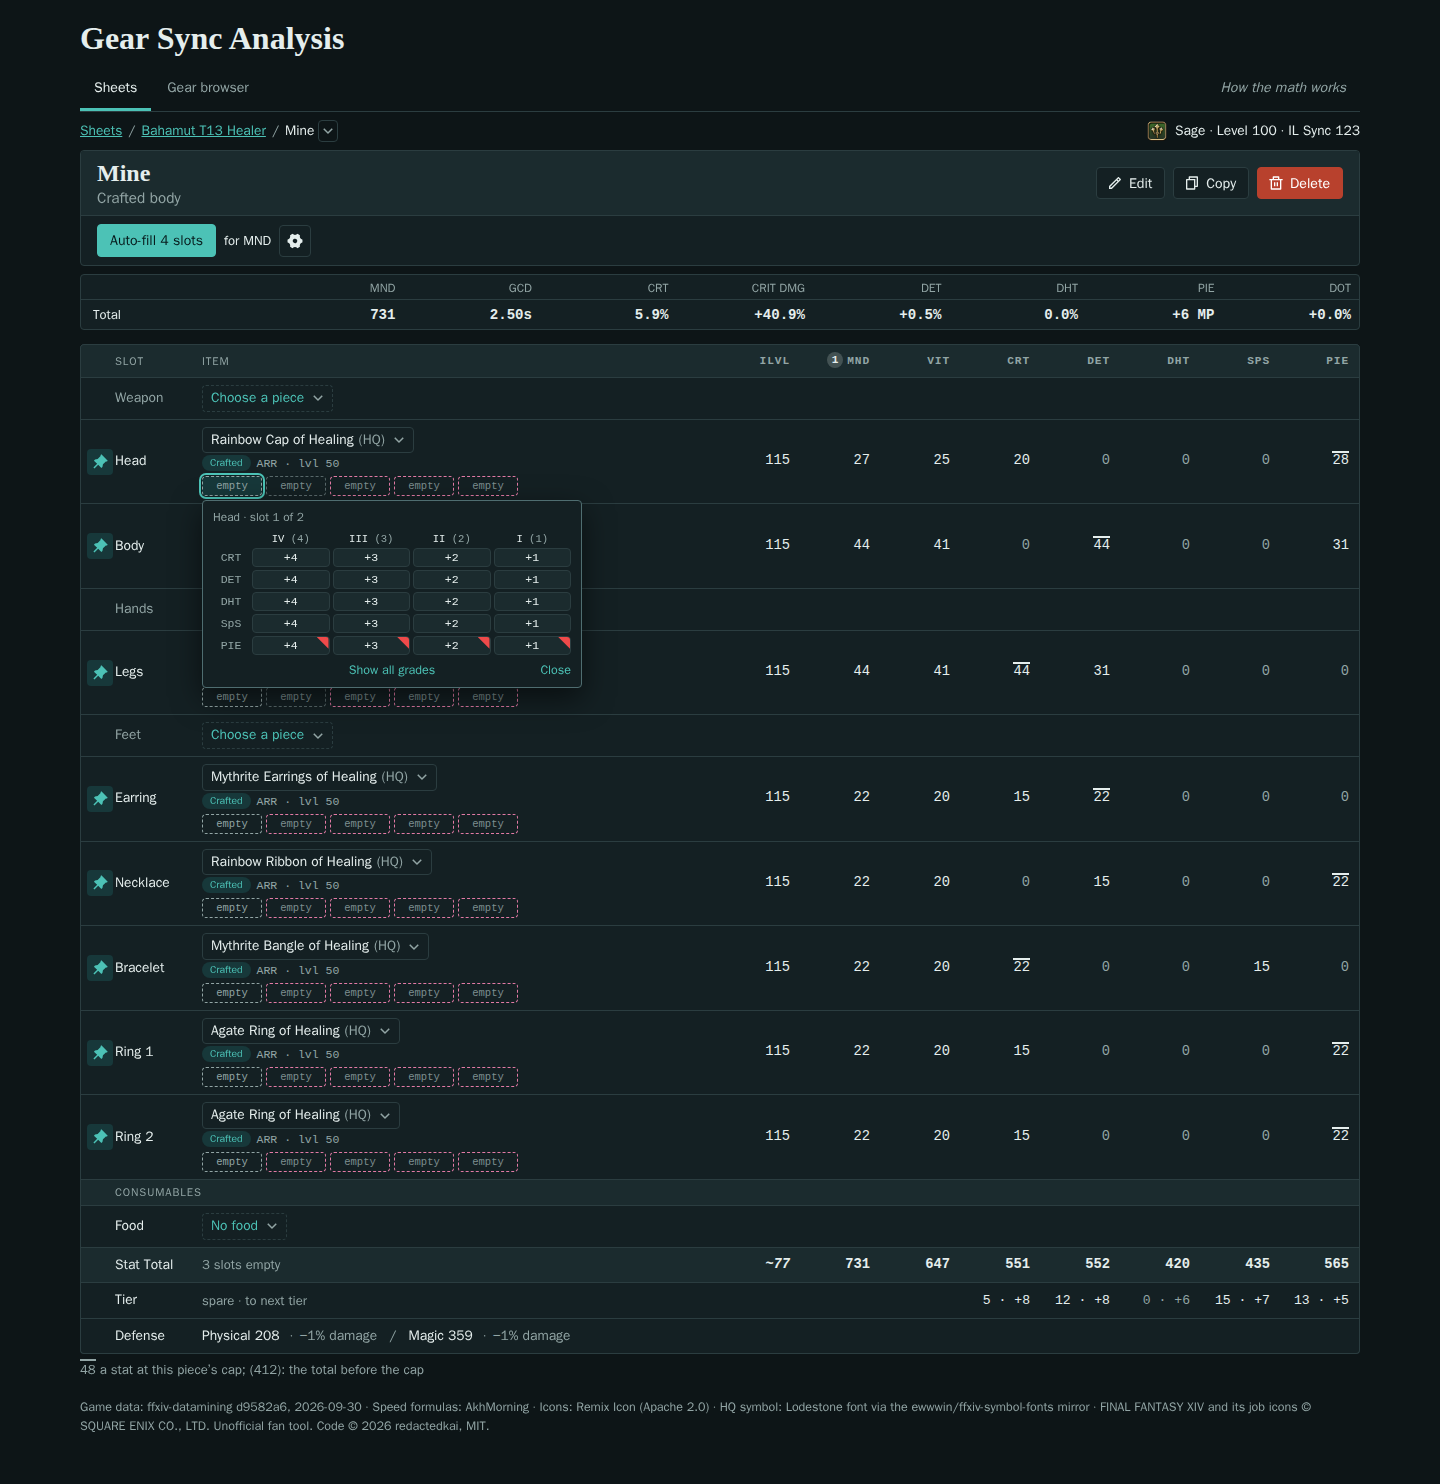 Gear Sync Analysis
Sheets Gear browser How the math works
Sheets / Bahamut T13 Healer / Mine Sage · Level 100 · IL Sync 123
Mine
Crafted body
Edit Copy Delete
Auto-fill 4 slots for MND
MND GCD CRT CRIT DMG DET DHT PIE DOT
Total 731 2.50s 5.9% +40.9% +0.5% 0.0% +6 MP +0.0%
SLOT ITEM ILVL 1 MND VIT CRT DET DHT SPS PIE
Weapon Choose a piece
Rainbow Cap of Healing (HQ)
Head 115 27 25 20 0 0 0 28
Crafted ARR · lvl 50
empty empty empty empty empty
Head · slot 1 of 2
IV (4) III (3) II (2) I (1)
CRT +4 +3 +2 +1
DET +4 +3 +2 +1
DHT +4 +3 +2 +1
SpS +4 +3 +2 +1
PIE +4 +3 +2 +1
Show all grades Close
Body 115 44 41 0 44 0 0 31
Hands
Legs 115 44 41 44 31 0 0 0
empty empty empty empty empty
Feet Choose a piece
Mythrite Earrings of Healing (HQ)
Earring 115 22 20 15 22 0 0 0
Crafted ARR · lvl 50
empty empty empty empty empty
Rainbow Ribbon of Healing (HQ)
Necklace 115 22 20 0 15 0 0 22
Crafted ARR · lvl 50
empty empty empty empty empty
Mythrite Bangle of Healing (HQ)
Bracelet 115 22 20 22 0 0 15 0
Crafted ARR · lvl 50
empty empty empty empty empty
Agate Ring of Healing (HQ)
Ring 1 115 22 20 15 0 0 0 22
Crafted ARR · lvl 50
empty empty empty empty empty
Agate Ring of Healing (HQ)
Ring 2 115 22 20 15 0 0 0 22
Crafted ARR · lvl 50
empty empty empty empty empty
CONSUMABLES
Food No food
Stat Total 3 slots empty ~77 731 647 551 552 420 435 565
Tier spare · to next tier 5 · +8 12 · +8 0 · +6 15 · +7 13 · +5
Defense Physical 208 · −1% damage / Magic 359 · −1% damage
48 a stat at this piece's cap; (412): the total before the cap
Game data: ffxiv-datamining d9582a6, 2026-09-30 · Speed formulas: AkhMorning · Icons: Remix Icon (Apache 2.0) · HQ symbol: Lodestone font via the ewwwin/ffxiv-symbol-fonts mirror · FINAL FANTASY XIV and its job icons ©
SQUARE ENIX CO., LTD. Unofficial fan tool. Code © 2026 redactedkai, MIT.